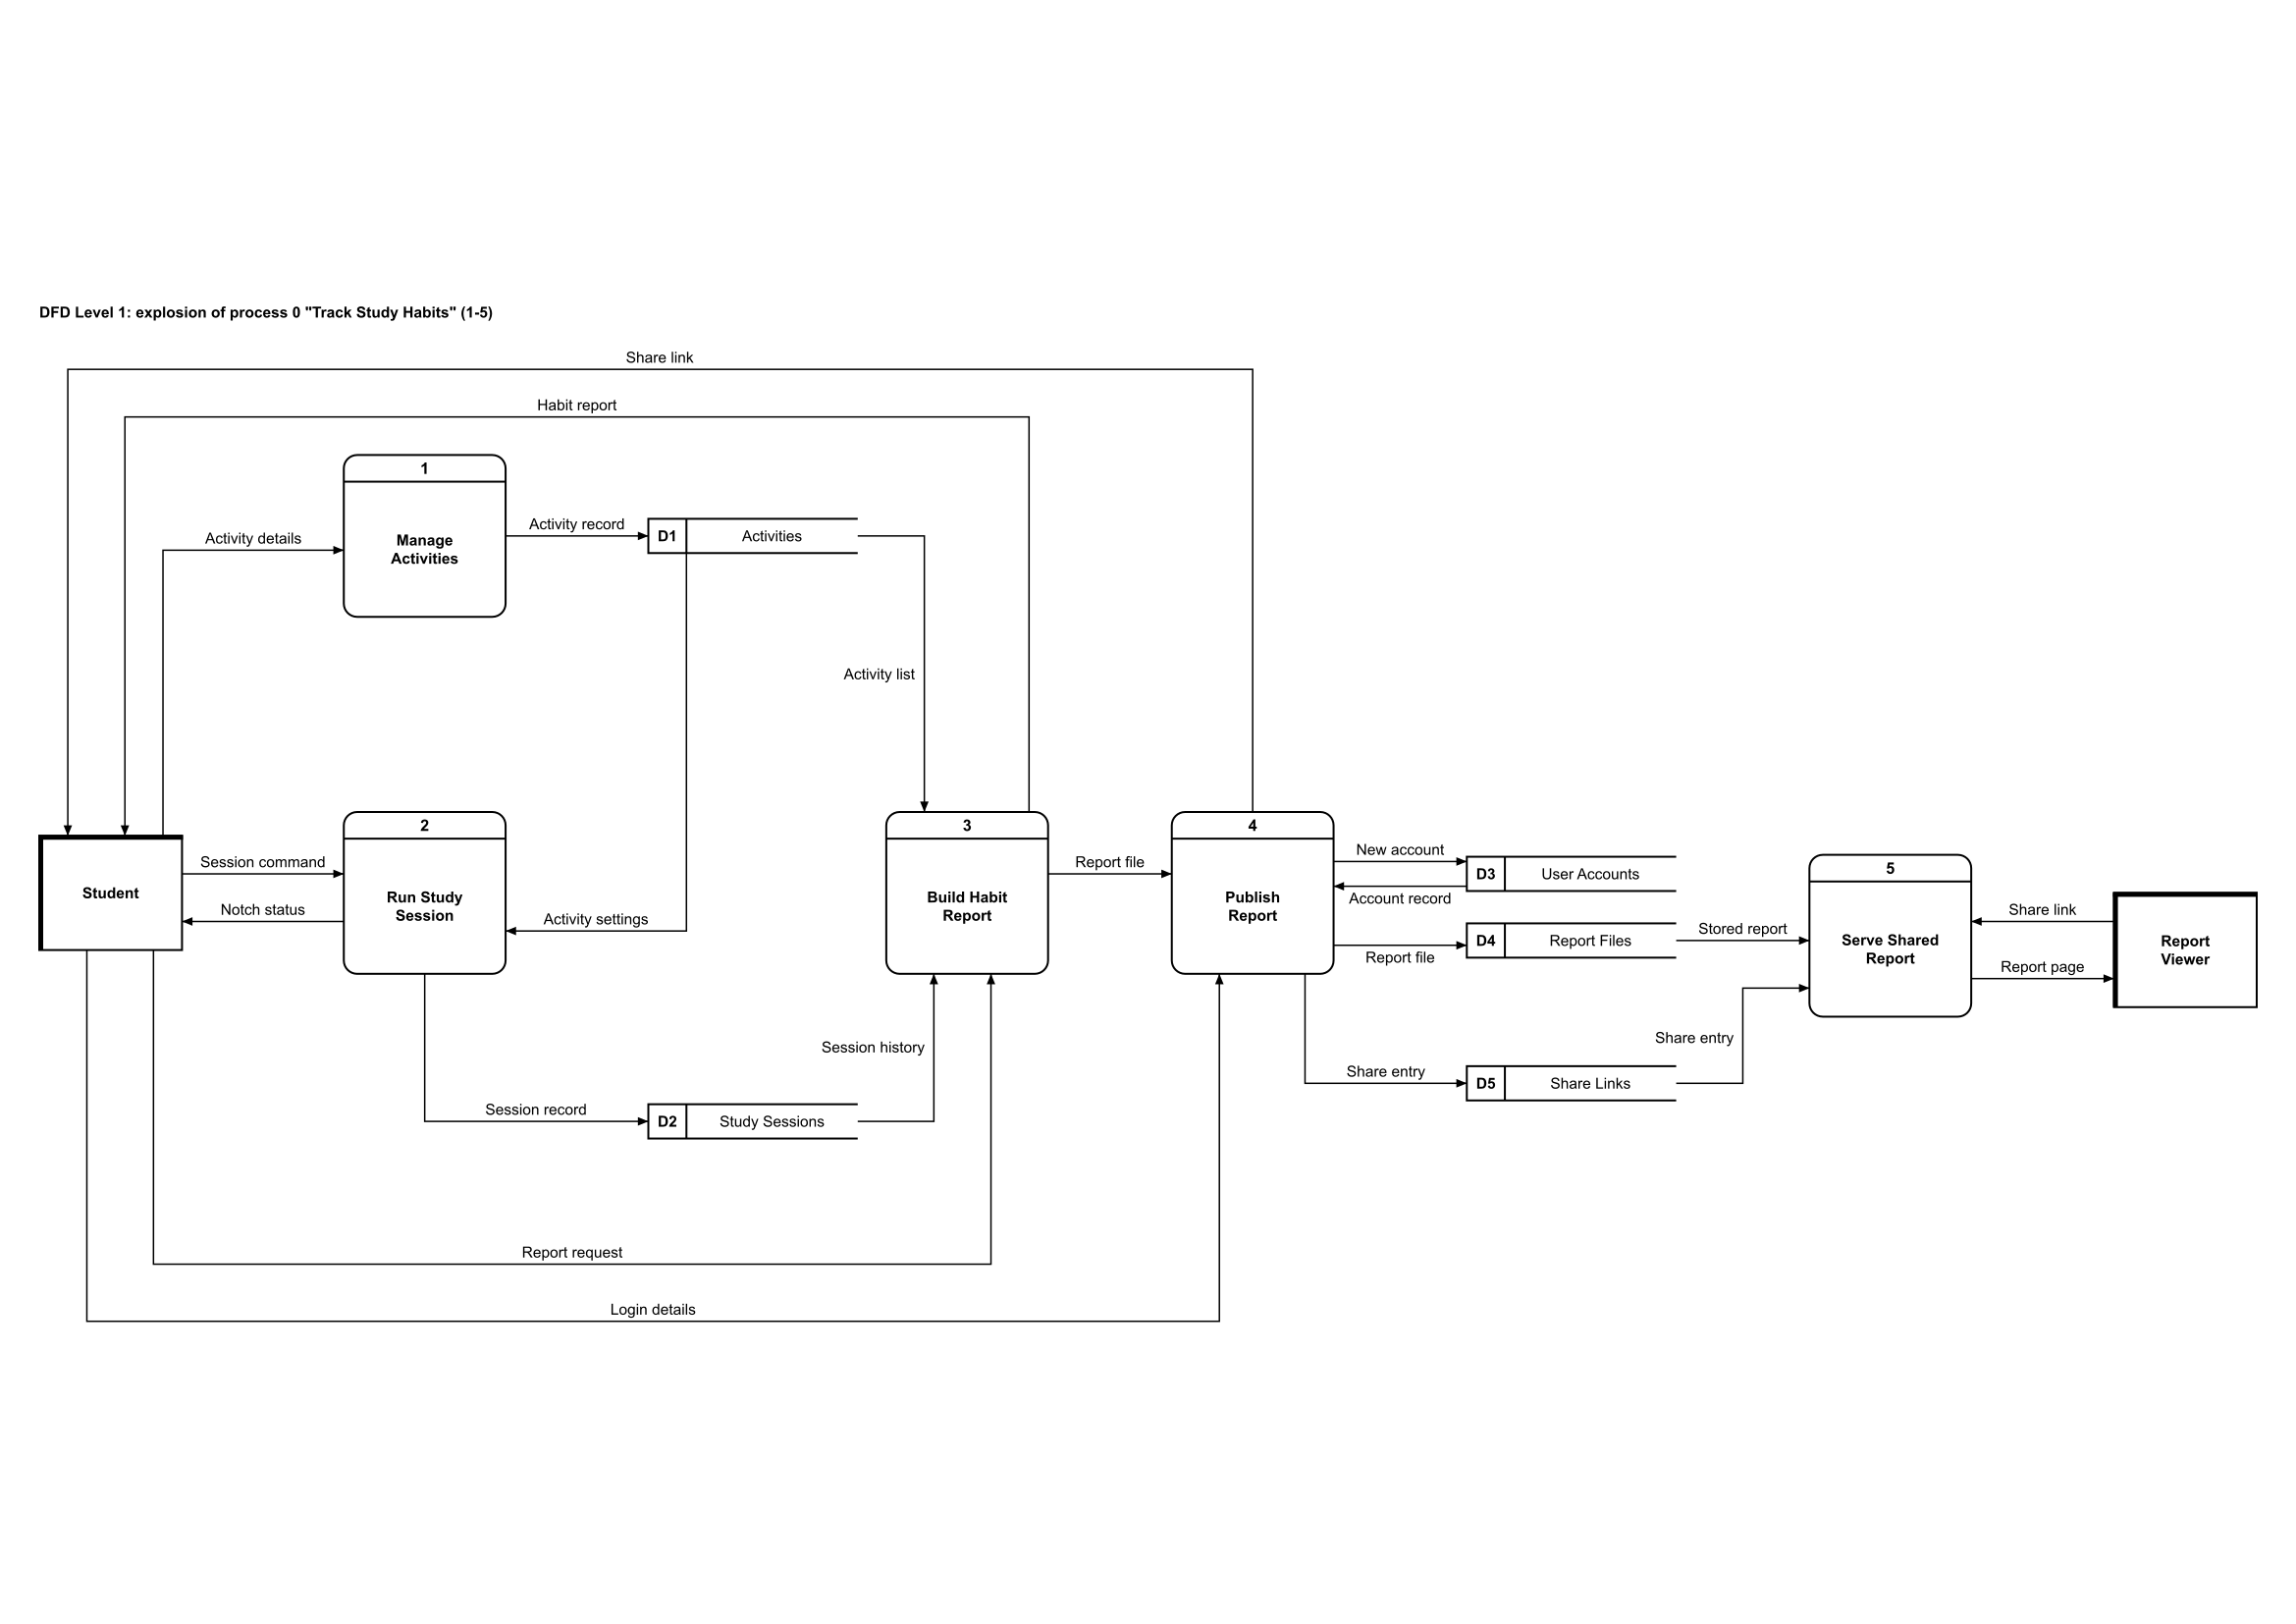 DFD Level 1: explosion of process 0 "Track Study Habits" (1-5)
Share link
Habit report
1
Manage
Activities
Activity details
Activity record
D1
Activities
Activity list
2
Run Study
Session
Student
Session command
Notch status
Activity settings
3
Build Habit
Report
Report file
4
Publish
Report
New account
Account record
D3
User Accounts
Report file
D4
Report Files
Stored report
5
Serve Shared
Report
Share link
Report page
Report
Viewer
Session history
Share entry
Share entry
D5
Share Links
Session record
D2
Study Sessions
Report request
Login details